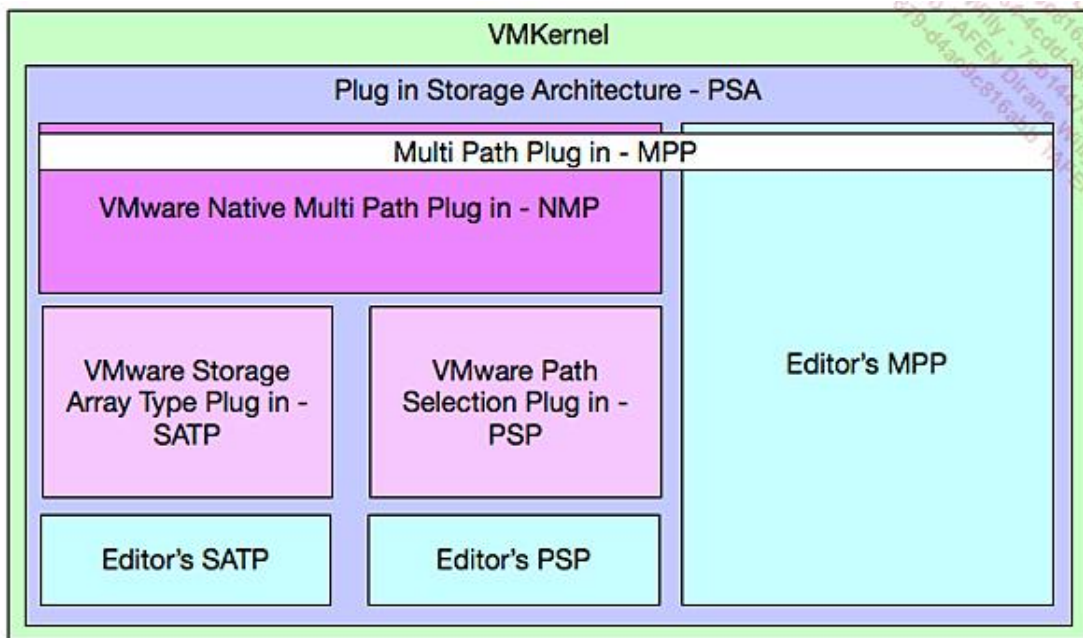 VMKernel
Plug in Storage Architecture - PSA
Multi Path Plug in - MPP
VMware Native Multi Path Plug in - NMP
VMware Storage
Array Type Plug in -
SATP
VMware Path
Selection Plug in -
PSP
Editor's MPP
Editor's SATP
Editor's PSP